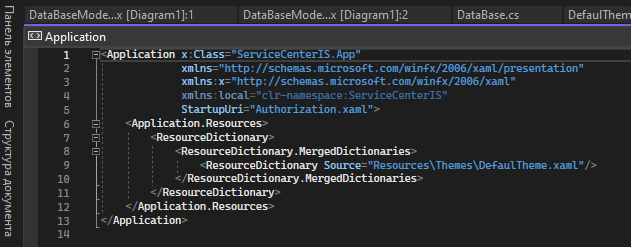 DataBaseMode...x [Diagram1]:1
DataBaseMode...x [Diagram1]:2
DataBase.cs
DefaulTheme
Панель элементов
Структура документа
Application
1 <Application x:Class="ServiceCenterIS.App"
2 xmlns="http://schemas.microsoft.com/winfx/2006/xaml/presentation"
3 xmlns:x="http://schemas.microsoft.com/winfx/2006/xaml"
4 xmlns:local="clr-namespace:ServiceCenterIS"
5 StartupUri="Authorization.xaml">
6 <Application.Resources>
7 <ResourceDictionary>
8 <ResourceDictionary.MergedDictionaries>
9 <ResourceDictionary Source="Resources\Themes\DefaulTheme.xaml"/>
10 </ResourceDictionary.MergedDictionaries>
11 </ResourceDictionary>
12 </Application.Resources>
13 </Application>
14